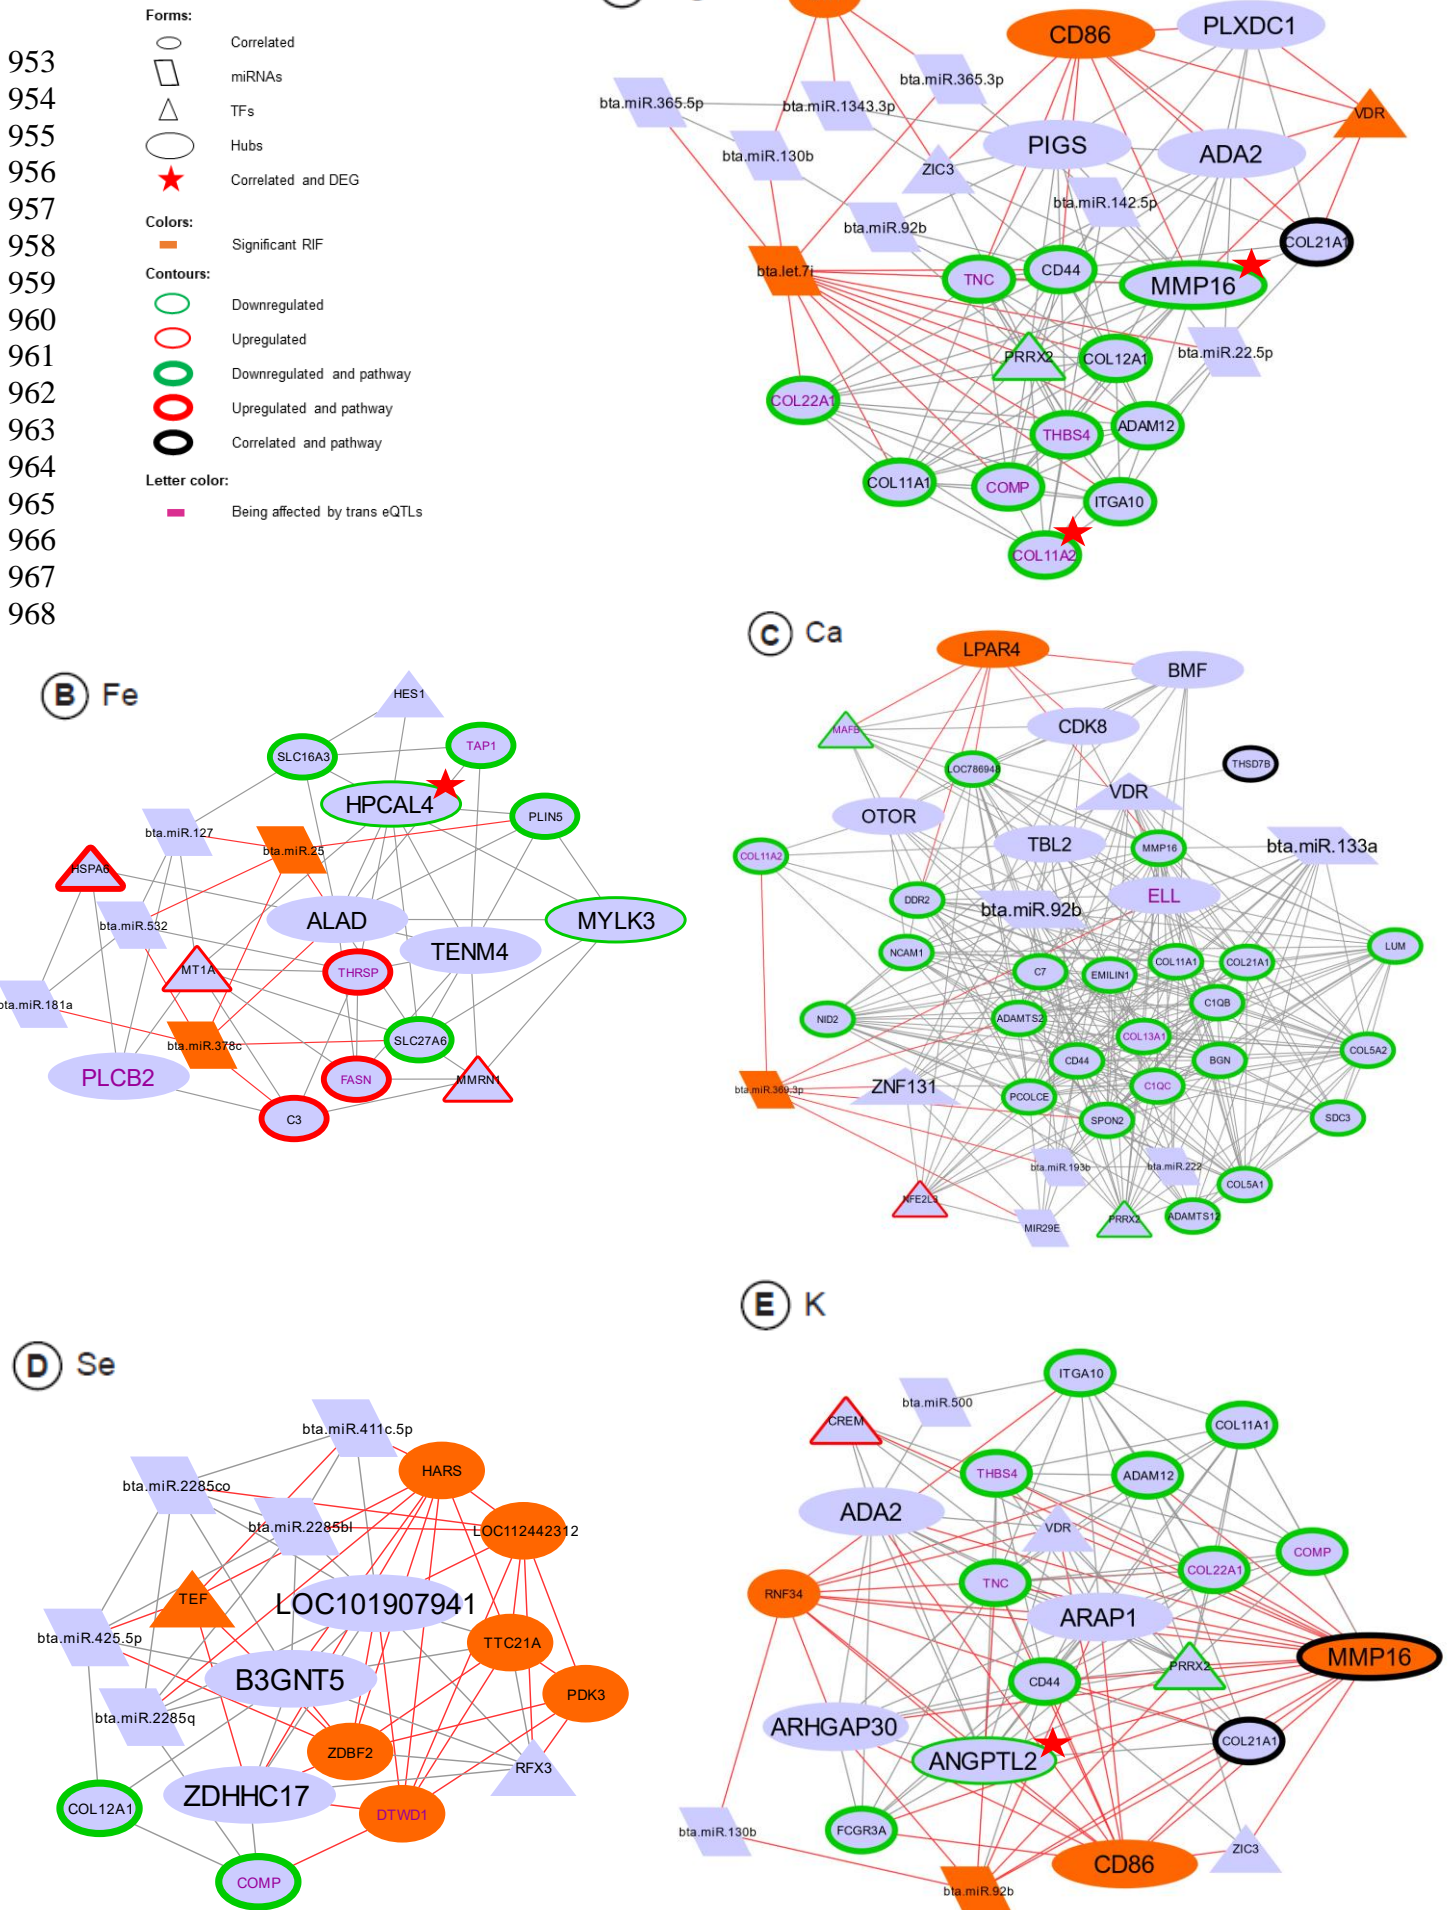 Forms:
Correlated
miRNAs
TFs
Hubs
Correlated and DEG
Colors:
Significant RIF
Contours:
Downregulated
Upregulated
Downregulated and pathway
Upregulated and pathway
Correlated and pathway
Letter color:
Being affected by trans eQTLs
953
954
955
956
957
958
959
960
961
962
963
964
965
966
967
968
CD86
PLXDC1
bta.miR.365.3p
bta.miR.365.5p
bta.miR.1343.3p
VDR
PIGS
ADA2
bta.miR.130b
ZIC3
bta.miR.142.5p
bta.miR.92b
COL21A1
bta.let.7i
TNC
CD44
MMP16
PRRX2
COL12A1
bta.miR.22.5p
COL22A1
THBS4
ADAM12
COL11A1
COMP
ITGA10
COL11A2
B Fe
HES1
SLC16A3
TAP1
HPCAL4
PLIN5
bta.miR.127
bta.miR.25
HSPA6
ALAD
MYLK3
bta.miR.532
TENM4
MT1A
THRSP
bta.miR.181a
bta.miR.378c
SLC27A6
PLCB2
FASN
MMRN1
C3
C Ca
LPAR4
BMF
MAFB
CDK8
LOC786948
THSD7B
VDR
OTOR
TBL2
MMP16
bta.miR.133a
COL11A2
DDR2
bta.miR.92b
ELL
NCAM1
LUM
C7
EMILIN1
COL11A1
COL21A1
C1QB
NID2
ADAMTS2
COL13A1
COL5A2
CD44
BGN
bta.miR.369.3p
ZNF131
C1QC
PCOLCE
SPON2
SDC3
bta.miR.193b
bta.miR.222
COL5A1
NFE2L3
MIR29E
PRRX2
ADAMTS12
D Se
bta.miR.411c.5p
HARS
bta.miR.2285co
bta.miR.2285bl
LOC112442312
TEF
LOC101907941
bta.miR.425.5p
TTC21A
B3GNT5
PDK3
bta.miR.2285q
ZDBF2
RFX3
ZDHHC17
COL12A1
DTWD1
COMP
E K
ITGA10
bta.miR.500
CREM
COL11A1
THBS4
ADAM12
ADA2
VDR
COMP
COL22A1
RNF34
TNC
ARAP1
MMP16
PRRX2
CD44
ARHGAP30
COL21A1
ANGPTL2
bta.miR.130b
FCGR3A
ZIC3
CD86
bta.miR.92b